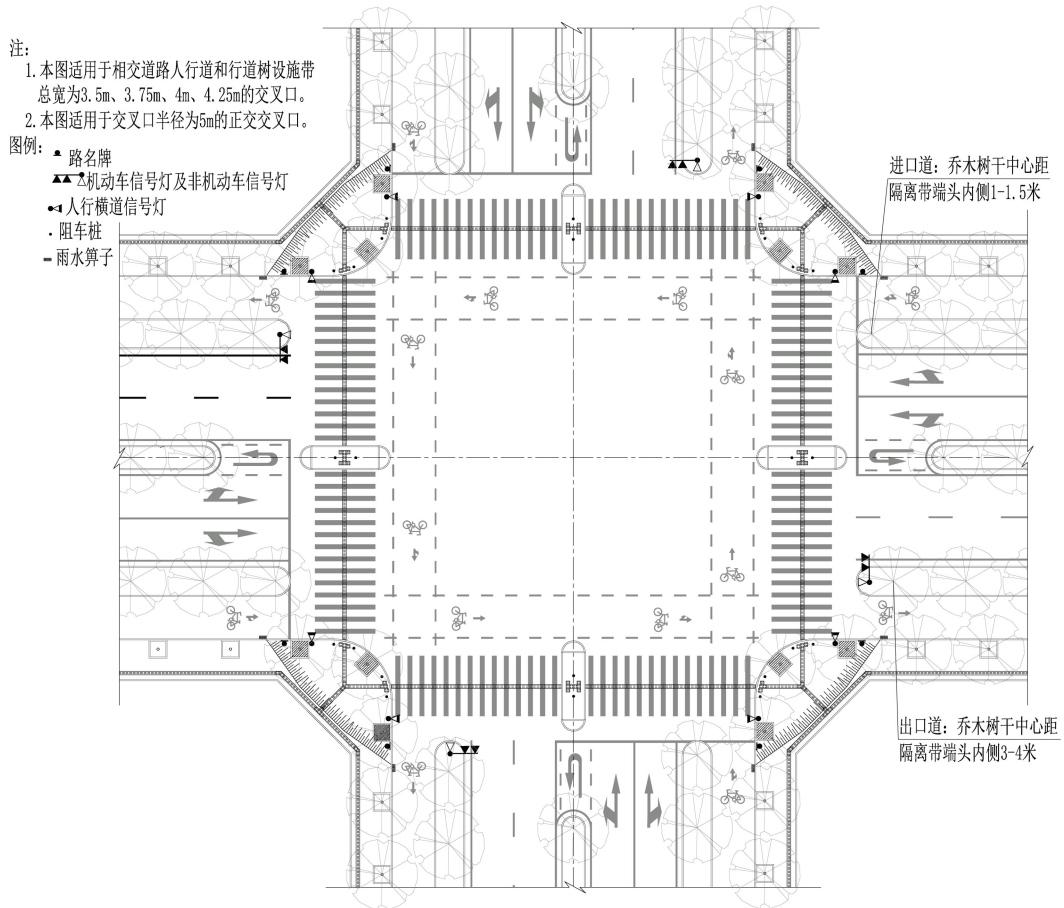 注：
1. 本图适用于相交道路人行道和行道树设施带
总宽为3.5m、3.75m、4m、4.25m的交叉口。
2. 本图适用于交叉口半径为5m的正交交叉口。
图例：
路名牌
机动车信号灯及非机动车信号灯
人行横道信号灯
阻车桩
雨水箅子
进口道：乔木树干中心距
隔离带端头内侧1-1.5米
出口道：乔木树干中心距
隔离带端头内侧3-4米